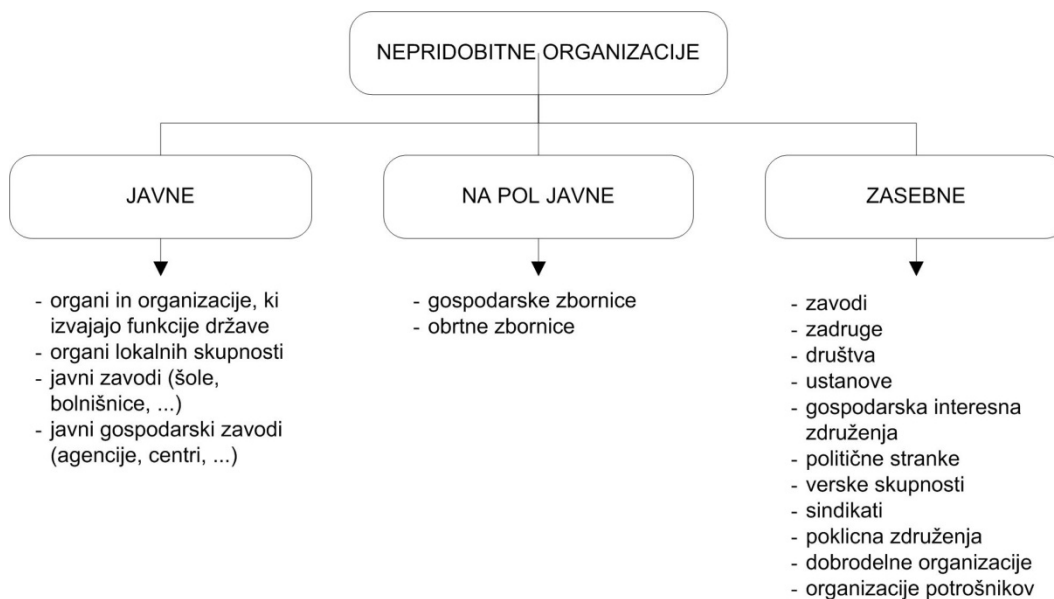 NEPRIDOBITNE ORGANIZACIJE
JAVNE
NA POL JAVNE
ZASEBNE
- organi in organizacije, ki
izvajajo funkcije države
- organi lokalnih skupnosti
- javni zavodi (šole,
bolnišnice, ...)
- javni gospodarski zavodi
(agencije, centri, ...)
- gospodarske zbornice
- obrtne zbornice
- zavodi
- zadruge
- društva
- ustanove
- gospodarska interesna
združenja
- politične stranke
- verske skupnosti
- sindikati
- poklicna združenja
- dobrodelne organizacije
- organizacije potrošnikov